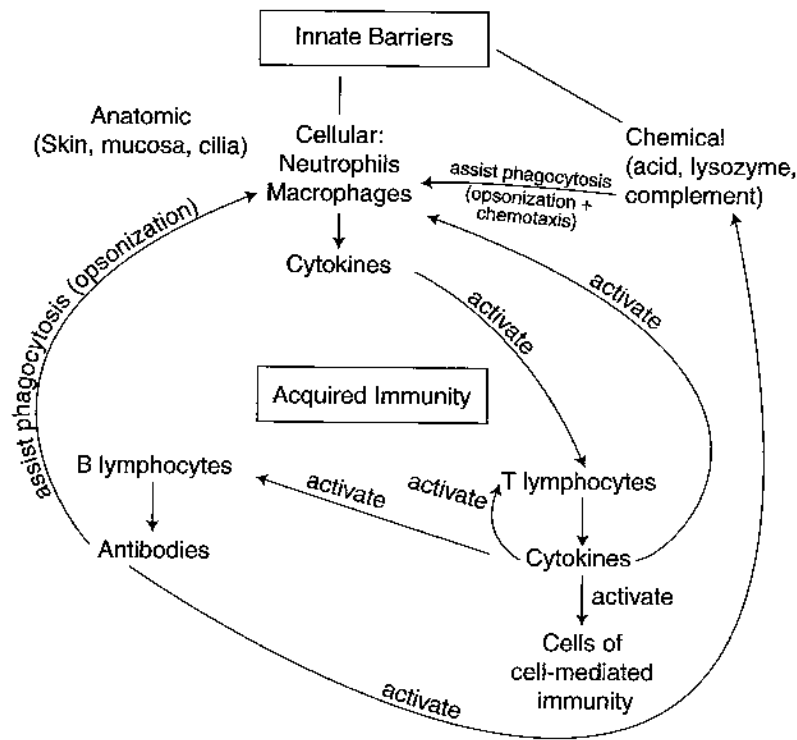 Innate Barriers
Anatomic
(Skin, mucosa, cilia)
Cellular:
Neutrophils
Macrophages
Chemical
(acid, lysozyme,
complement)
assist phagocytosis
(opsonization +
chemotaxis)
Cytokines
activate
activate
assist phagocytosis (opsonization)
Acquired Immunity
B lymphocytes
activate
activate
T lymphocytes
Antibodies
Cytokines
activate
Cells of
cell-mediated
immunity
activate